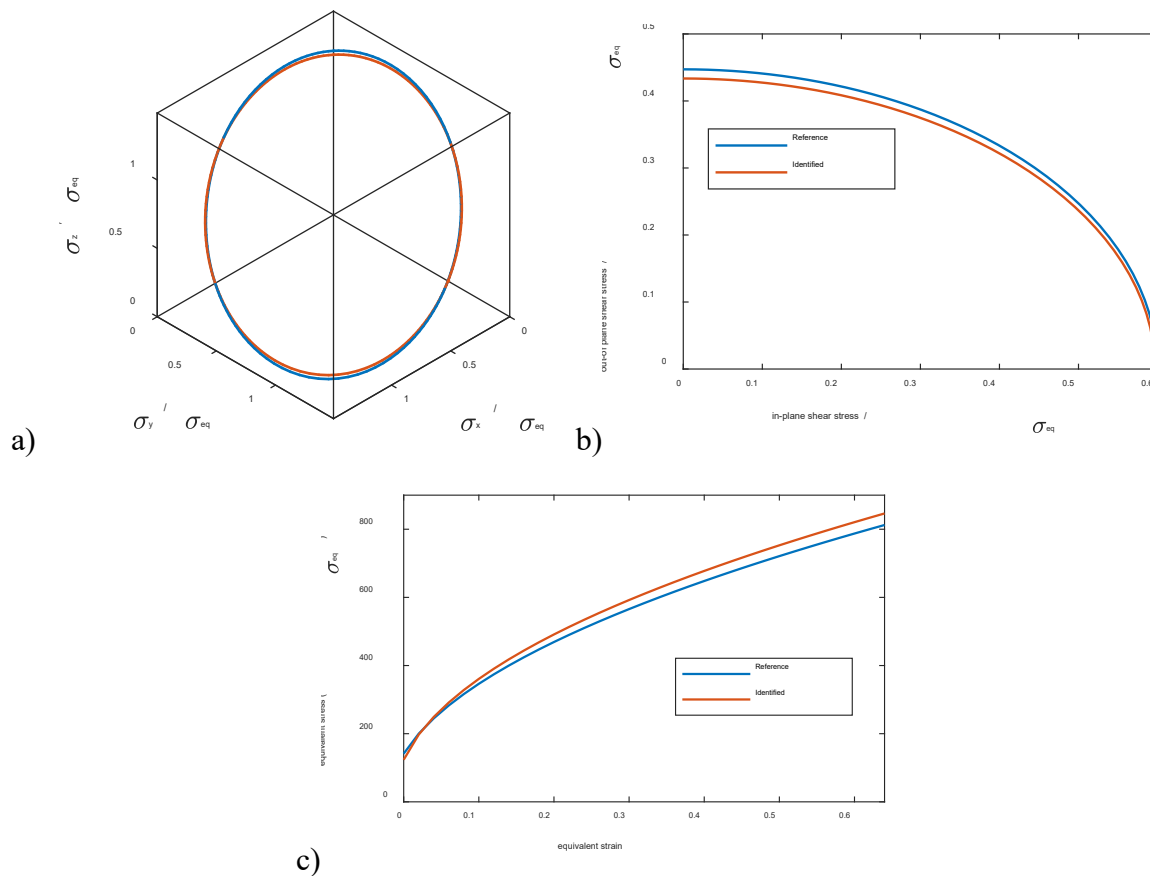 1
0.5
0
0
0.5
1
1
0.5
0
σz / σeq
σy / σeq
σx / σeq
a)
σeq
0.5
0.4
0.3
0.2
0.1
0
Reference
Identified
out-of plane shear stress /
0 0.1 0.2 0.3 0.4 0.5 0.6
in-plane shear stress / σeq
b)
σeq /
800
600
400
200
0
Reference
Identified
0 0.1 0.2 0.3 0.4 0.5 0.6
equivalent strain
c)